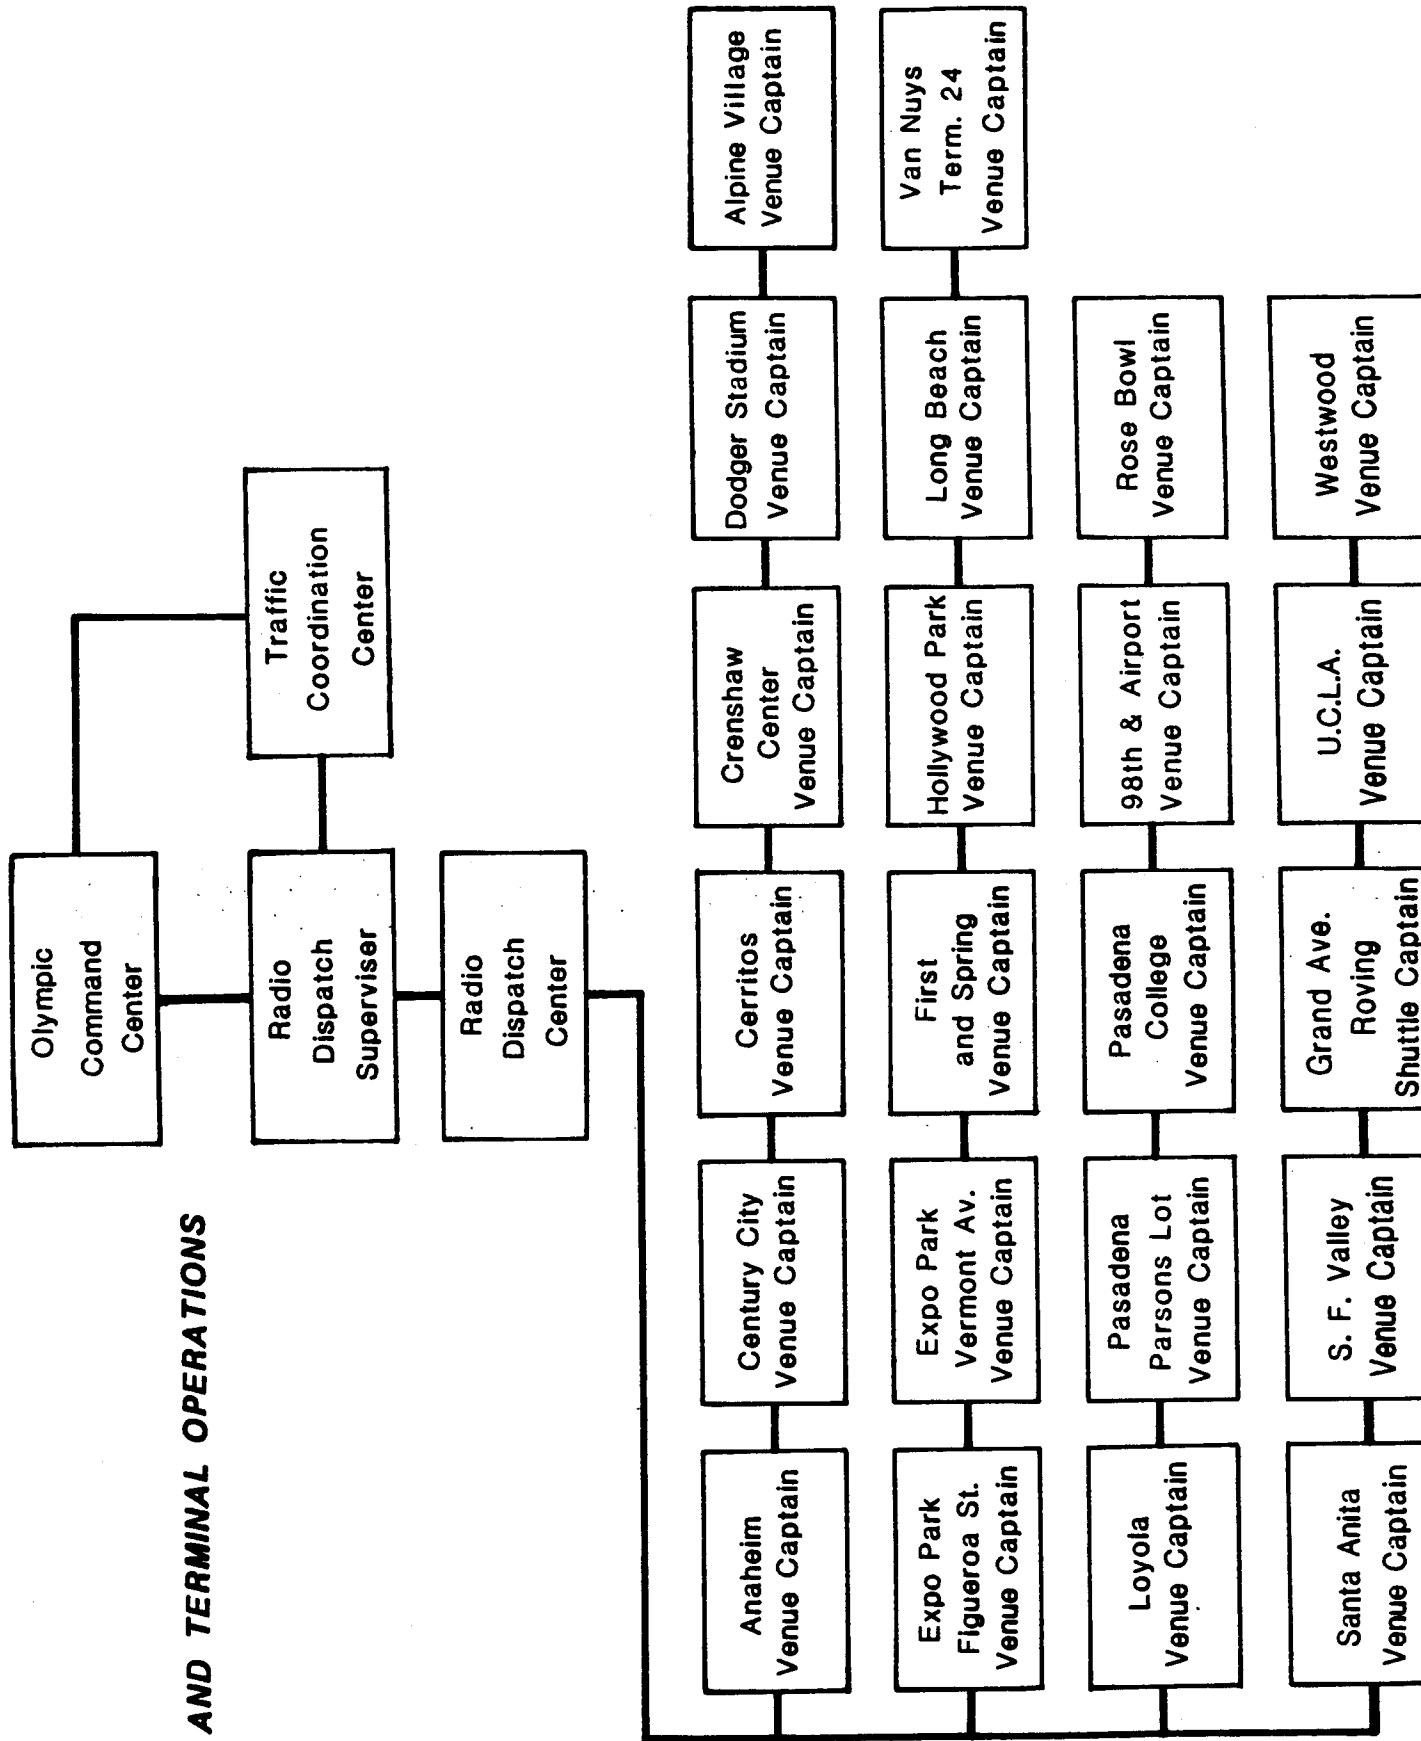 AND TERMINAL OPERATIONS
Olympic
Command
Center
Radio
Dispatch
Superviser
Traffic
Coordination
Center
Radio
Dispatch
Center
Anaheim
Venue Captain
Century City
Venue Captain
Cerritos
Venue Captain
Crenshaw
Center
Venue Captain
Dodger Stadium
Venue Captain
Alpine Village
Venue Captain
Expo Park
Figueroa St.
Venue Captain
Expo Park
Vermont Av.
Venue Captain
First
and Spring
Venue Captain
Hollywood Park
Venue Captain
Long Beach
Venue Captain
Van Nuys
Term. 24
Venue Captain
Loyola
Venue Captain
Pasadena
Parsons Lot
Venue Captain
Pasadena
College
Venue Captain
98th & Airport
Venue Captain
Rose Bowl
Venue Captain
Santa Anita
Venue Captain
S. F. Valley
Venue Captain
Grand Ave.
Roving
Shuttle Captain
U.C.L.A.
Venue Captain
Westwood
Venue Captain